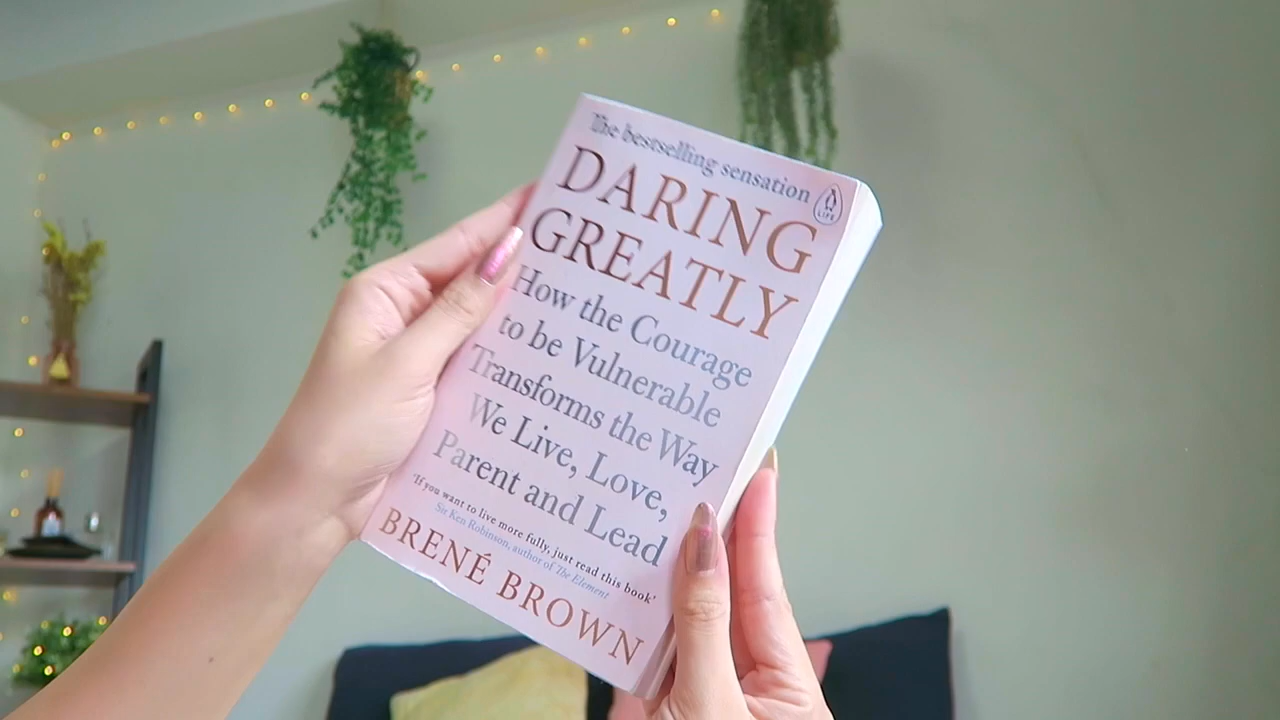 The bestselling sensation
LIFE
DARING
GREATLY
How the Courage
to be Vulnerable
Transforms the Way
We Live, Love,
Parent and Lead
'If you want to live more fully, just read this book'
Sir Ken Robinson, author of The Element
BRENÉ BROWN